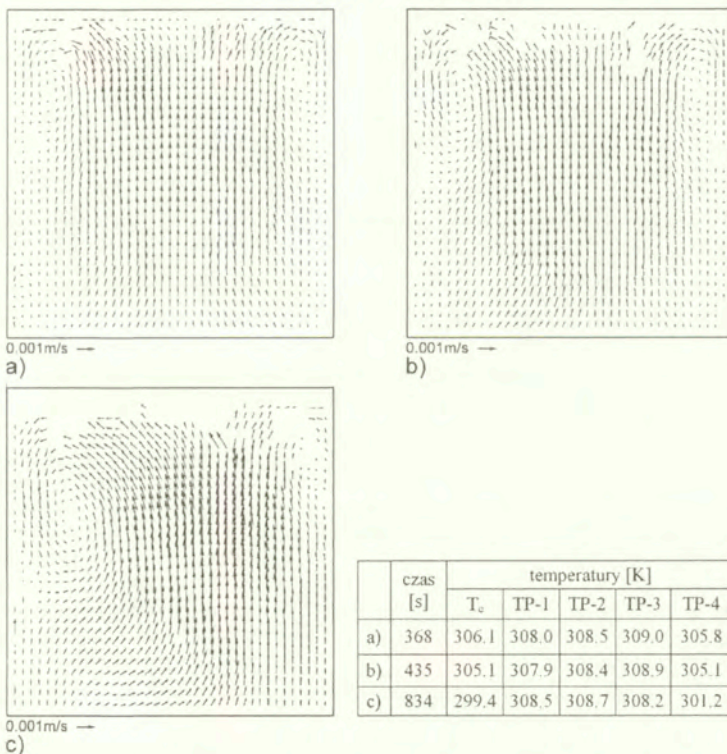 0.001m/s
a)
0.001m/s
b)
0.001m/s
c)
czas [s] temperatury [K]
T_c TP-1 TP-2 TP-3 TP-4
a) 368 306.1 308.0 308.5 309.0 305.8
b) 435 305.1 307.9 308.4 308.9 305.1
c) 834 299.4 308.5 308.7 308.2 301.2